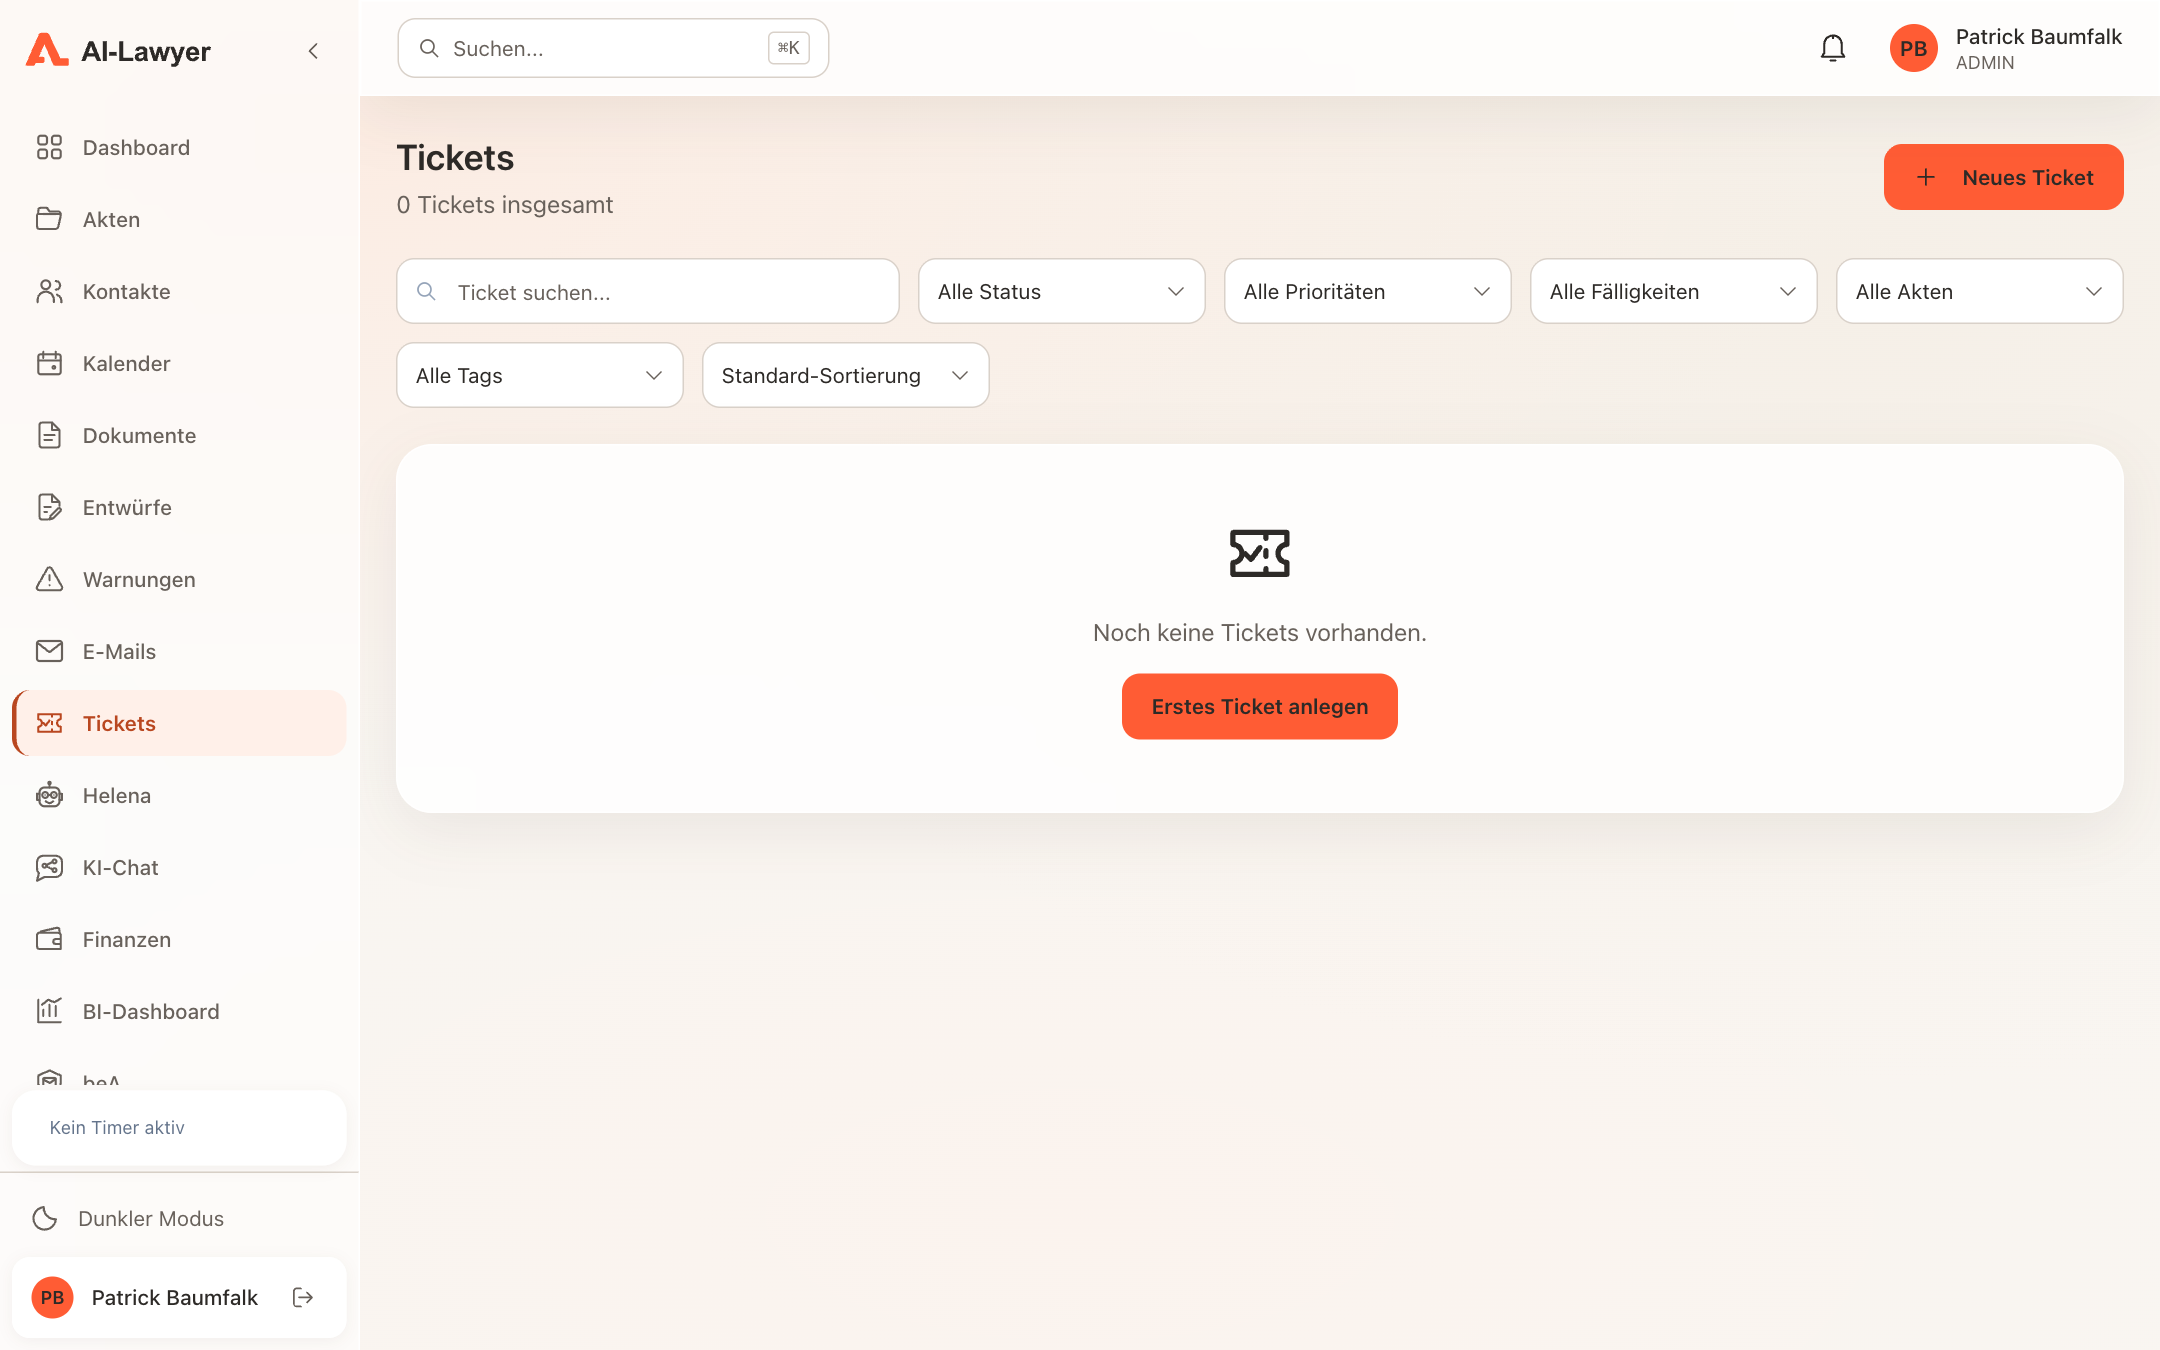 AI-Lawyer
Suchen...
⌘K
PB
Patrick Baumfalk
ADMIN
Dashboard
Akten
Kontakte
Kalender
Dokumente
Entwürfe
Warnungen
E-Mails
Tickets
Helena
KI-Chat
Finanzen
BI-Dashboard
beA
Kein Timer aktiv
Dunkler Modus
PB
Patrick Baumfalk
Tickets
0 Tickets insgesamt
Neues Ticket
Ticket suchen...
Alle Status
Alle Prioritäten
Alle Fälligkeiten
Alle Akten
Alle Tags
Standard-Sortierung
Noch keine Tickets vorhanden.
Erstes Ticket anlegen